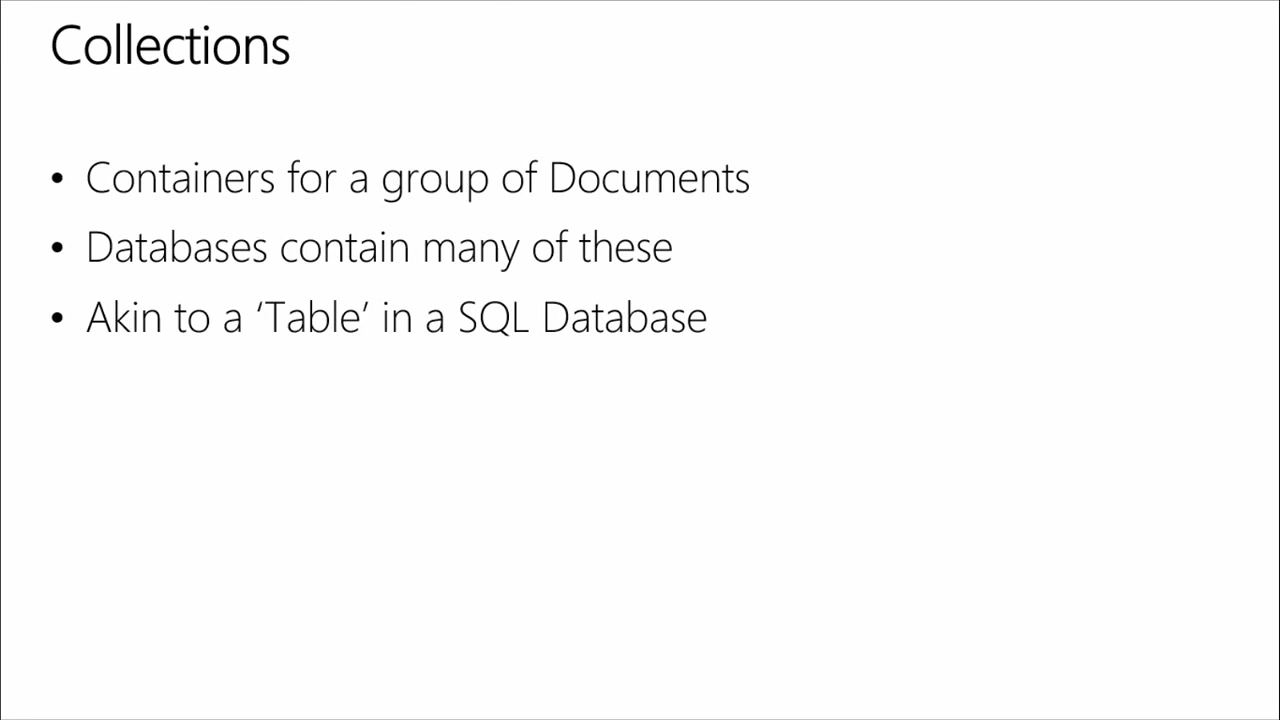 Collections
• Containers for a group of Documents
• Databases contain many of these
• Akin to a ‘Table’ in a SQL Database